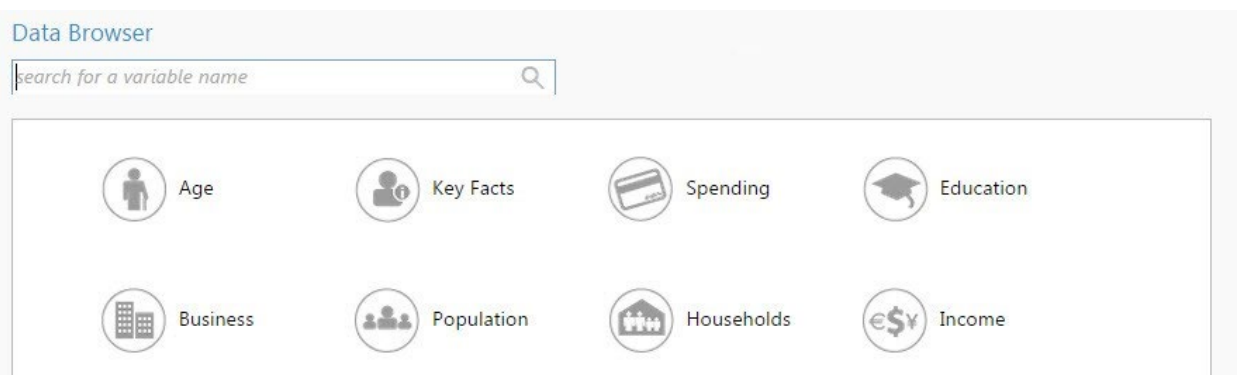 Data Browser
search for a variable name
Age
Key Facts
Spending
Education
Business
Population
Households
€$¥
Income